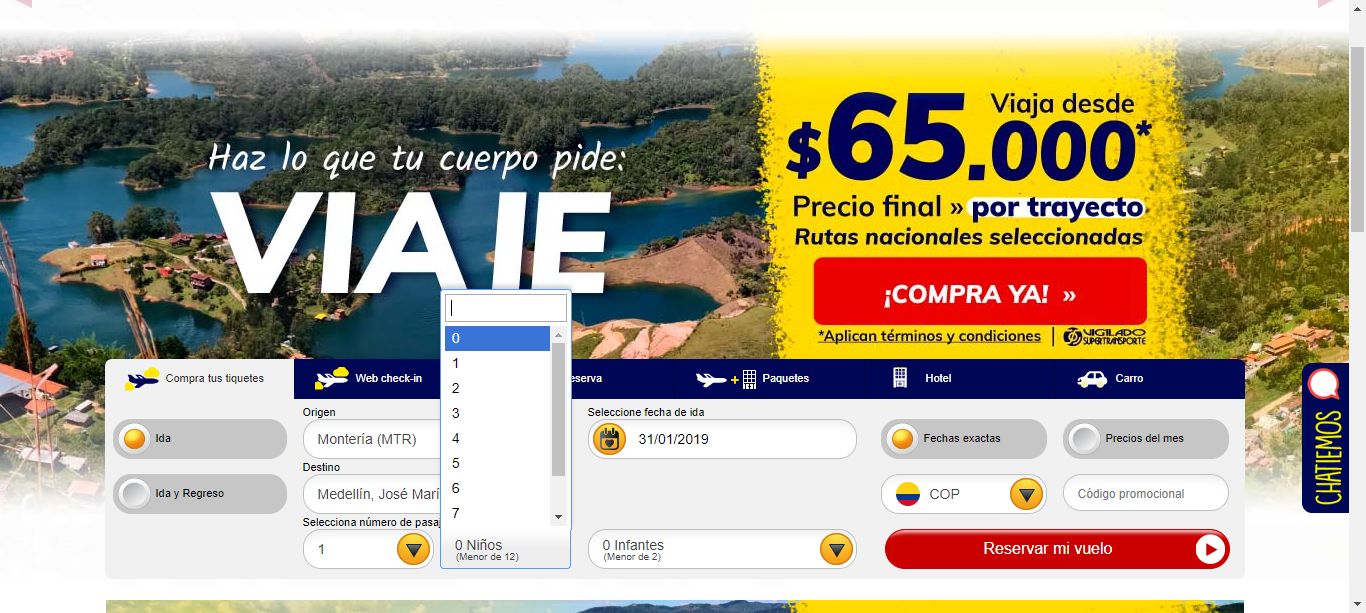 Haz lo que tu cuerpo pide:
VIAJE
Viaja desde
$65.000*
Precio final » por trayecto
Rutas nacionales seleccionadas
¡COMPRA YA! »
*Aplican términos y condiciones
VIGILADO
SUPERTRANSPORTE
Compra tus tiquetes
Web check-in
eserva
Paquetes
Hotel
Carro
Ida
Ida y Regreso
Origen
Montería (MTR)
Destino
Medellín, José Marí
Selecciona número de pasaj
1
0
1
2
3
4
5
6
7
0 Niños
(Menor de 12)
Seleccione fecha de ida
31/01/2019
0 Infantes
(Menor de 2)
Fechas exactas
Precios del mes
COP
Código promocional
Reservar mi vuelo
CHATIEMOS